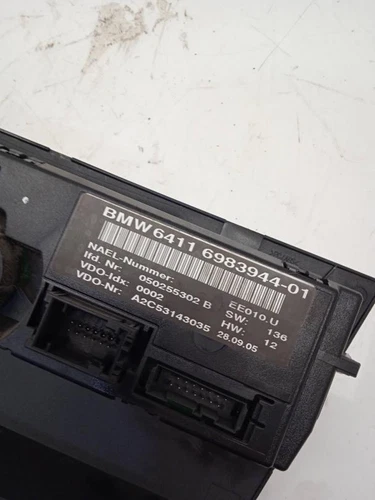 BMW 6411 6983944-01
NAEL-Nummer: EE010-U
lfd. Nr. 050255302 B SW: 136
VDO-Idx: 0002 HW: 12
VDO-Nr. A2C53143035 28.09.05